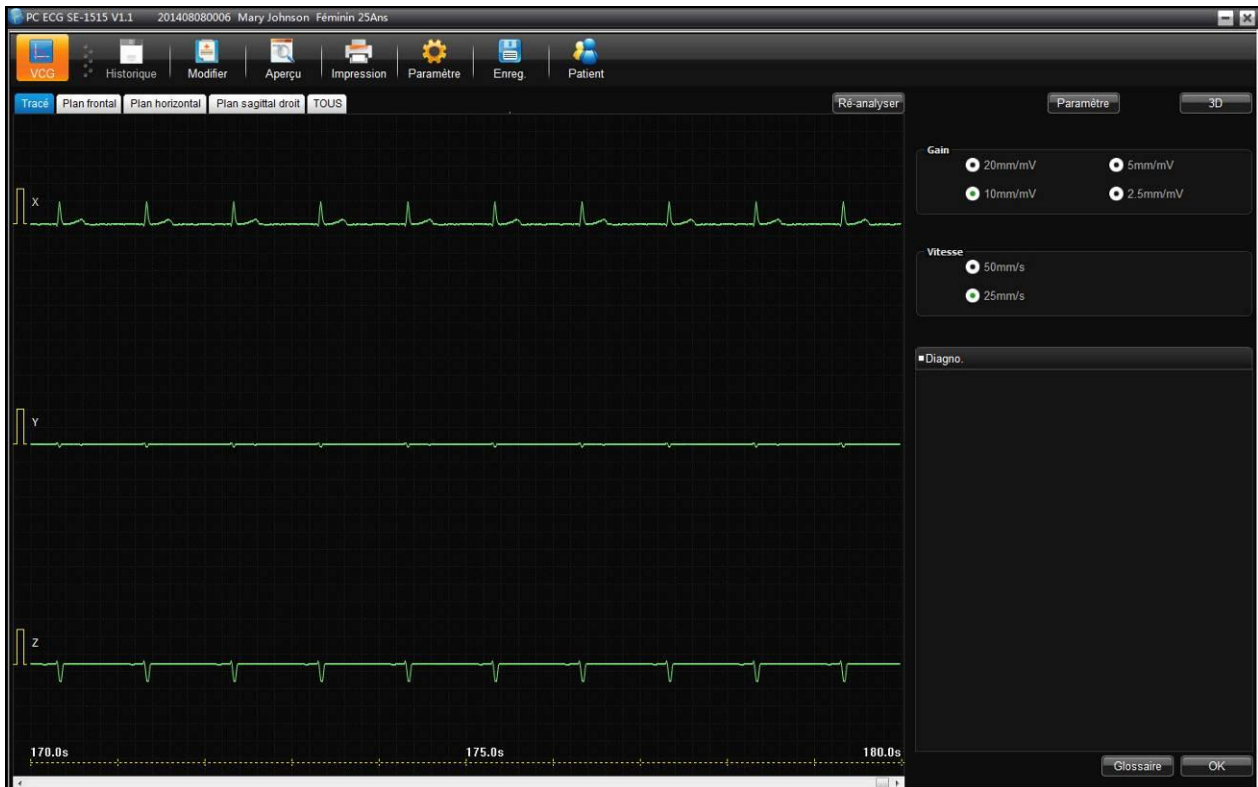 PC ECG SE-1515 V1.1 201408080006 Mary Johnson Féminin 25Ans
VCG Historique Modifier Aperçu Impression Paramètre Enreg. Patient
Tracé Plan frontal Plan horizontal Plan sagittal droit TOUS Ré-analyser Paramètre 3D
Gain
20mm/mV 5mm/mV
10mm/mV 2.5mm/mV
X
Vitesse
50mm/s
25mm/s
Diagno.
Y
Z
170.0s 175.0s 180.0s
Glossaire OK